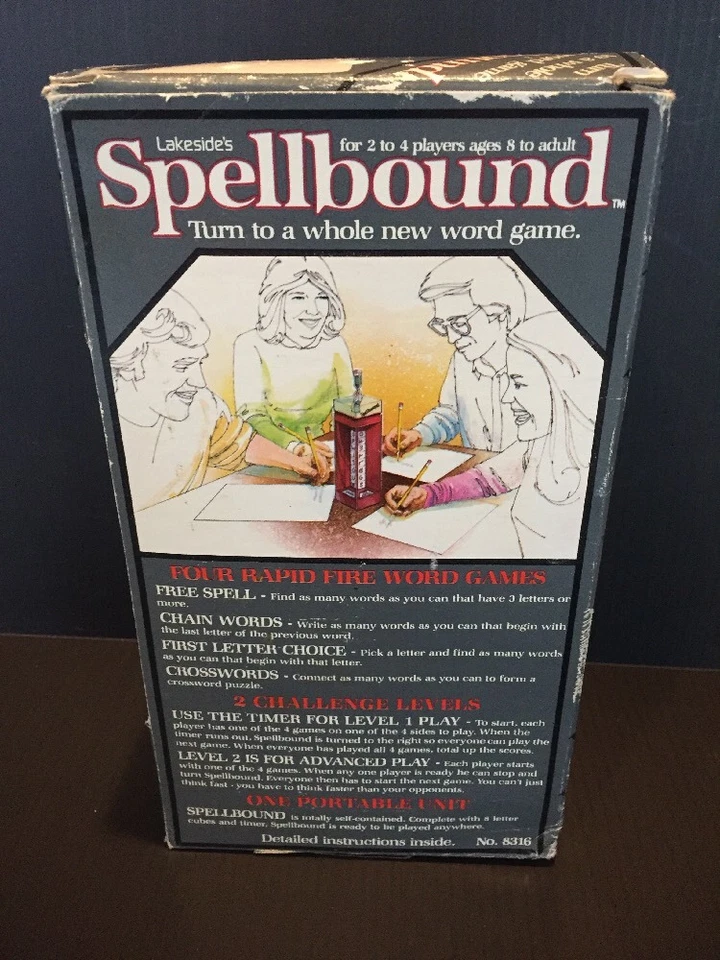 Turn to a whole
Lakeside's
for 2 to 4 players ages 8 to adult
Spellbound™
Turn to a whole new word game.
FOUR RAPID FIRE WORD GAMES
FREE SPELL - Find as many words as you can that have 3 letters or
more.
CHAIN WORDS - Write as many words as you can that begin with
the last letter of the previous word.
FIRST LETTER CHOICE - Pick a letter and find as many words
as you can that begin with that letter.
CROSSWORDS - Connect as many words as you can to form a
crossword puzzle.
2 CHALLENGE LEVELS
USE THE TIMER FOR LEVEL 1 PLAY - To start, each
player has one of the 4 games on one of the 4 sides to play. When the
timer runs out, Spellbound is turned to the right so everyone can play the
next game. When everyone has played all 4 games, total up the scores.
LEVEL 2 IS FOR ADVANCED PLAY - Each player starts
with one of the 4 games. When any one player is ready he can stop and
turn Spellbound. Everyone then has to start the next game. You can't just
think fast - you have to think faster than your opponents.
ONE PORTABLE UNIT
SPELLBOUND is totally self-contained. Complete with 8 letter
cubes and timer, Spellbound is ready to be played anywhere.
Detailed instructions inside. No. 8316